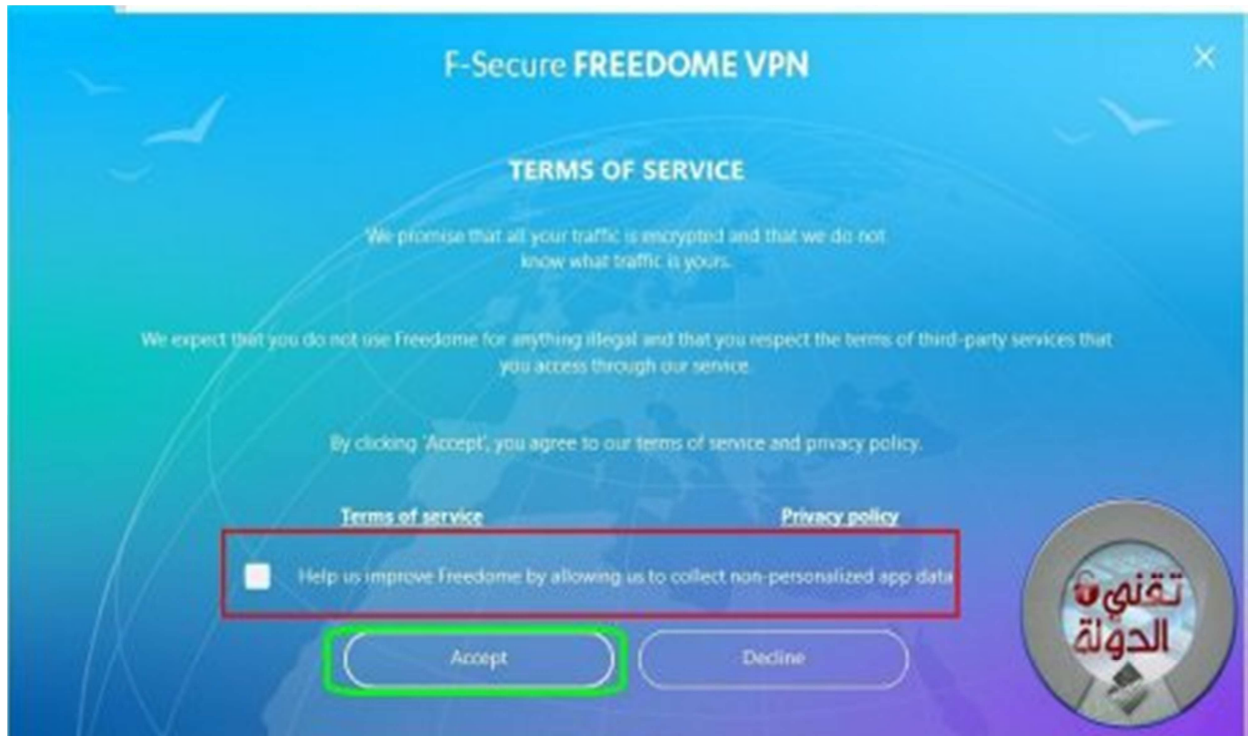 F-Secure FREEDOME VPN
TERMS OF SERVICE
We promise that all your traffic is encrypted and that we do not
know what traffic is yours.
We expect that you do not use Freedome for anything illegal and that you respect the terms of third-party services that
you access through our service
By clicking 'Accept', you agree to our terms of service and privacy policy.
Terms of service Privacy policy
Help us improve Freedome by allowing us to collect non-personalized app data
Accept Decline
تقني
الدولة